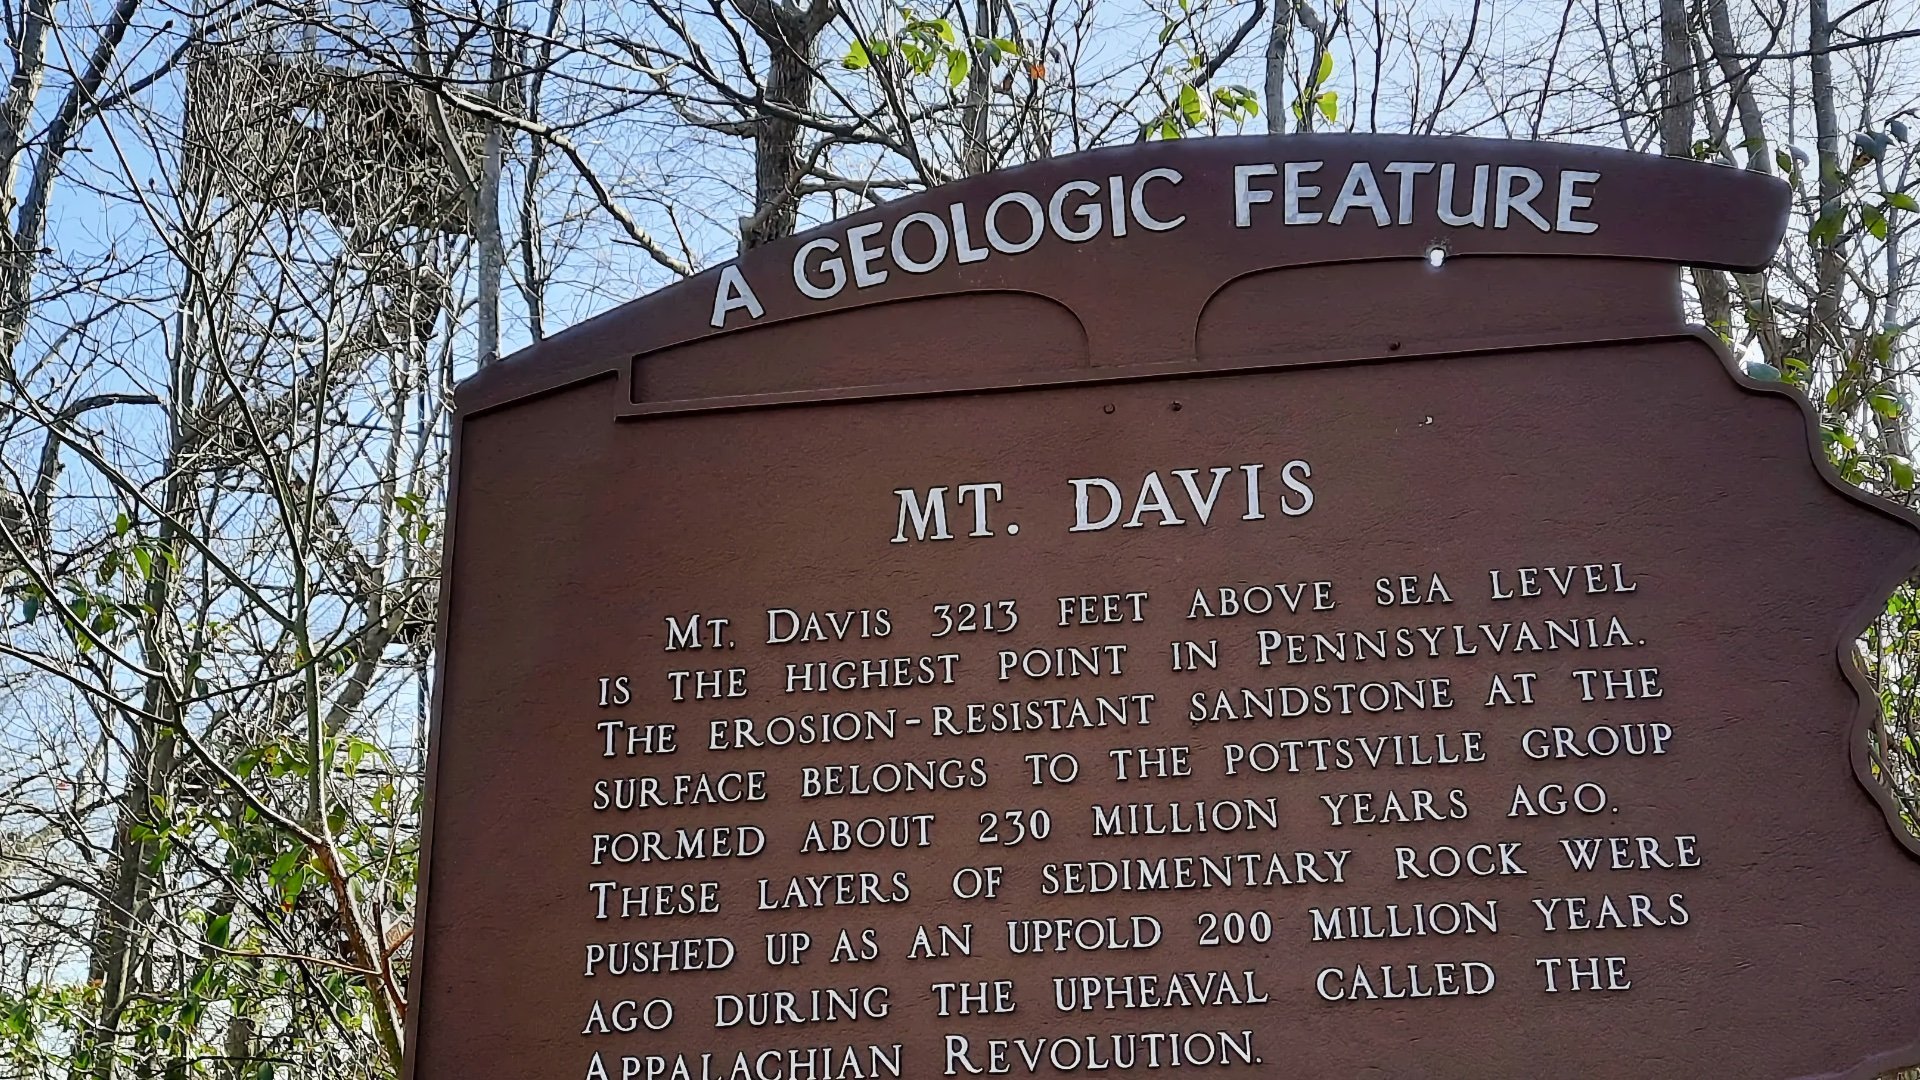 A GEOLOGIC FEATURE
MT. DAVIS
MT. DAVIS 3213 FEET ABOVE SEA LEVEL
IS THE HIGHEST POINT IN PENNSYLVANIA.
THE EROSION-RESISTANT SANDSTONE AT THE
SURFACE BELONGS TO THE POTTSVILLE GROUP
FORMED ABOUT 230 MILLION YEARS AGO.
THESE LAYERS OF SEDIMENTARY ROCK WERE
PUSHED UP AS AN UPFOLD 200 MILLION YEARS
AGO DURING THE UPHEAVAL CALLED THE
APPALACHIAN REVOLUTION.